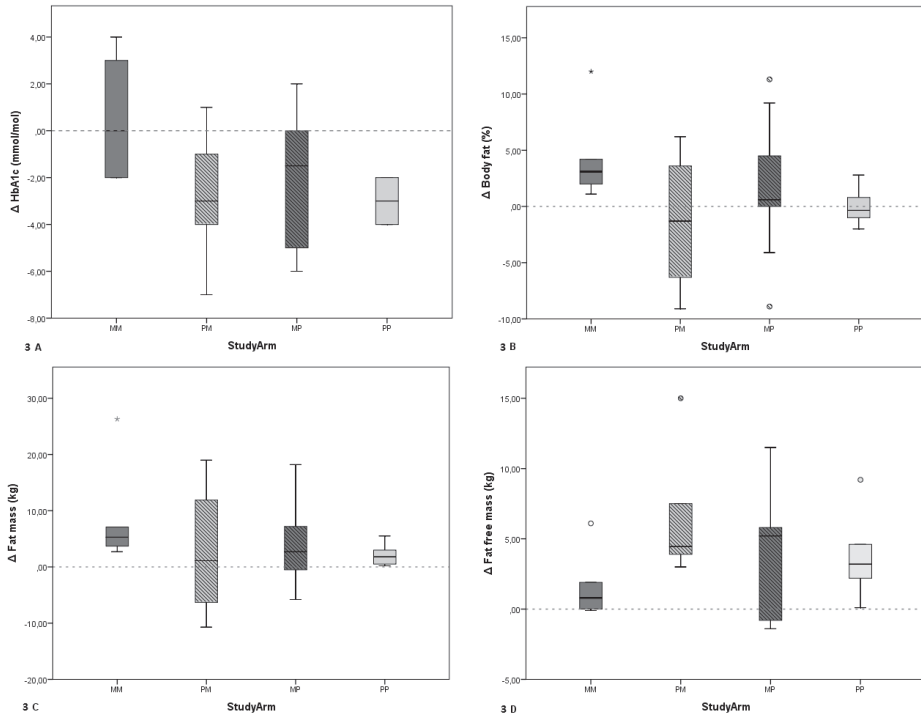 4,00
2,00
,00
-2,00
-4,00
-6,00
-8,00
Δ HbA1c (mmol/mol)
MM PM MP PP
StudyArm
3 A
15,00
10,00
5,00
,00
-5,00
-10,00
Δ Body fat (%)
MM PM MP PP
StudyArm
3 B
30,00
20,00
10,00
,00
-10,00
-20,00
Δ Fat mass (kg)
MM PM MP PP
StudyArm
3 C
15,00
10,00
5,00
,00
-5,00
Δ Fat free mass (kg)
MM PM MP PP
StudyArm
3 D